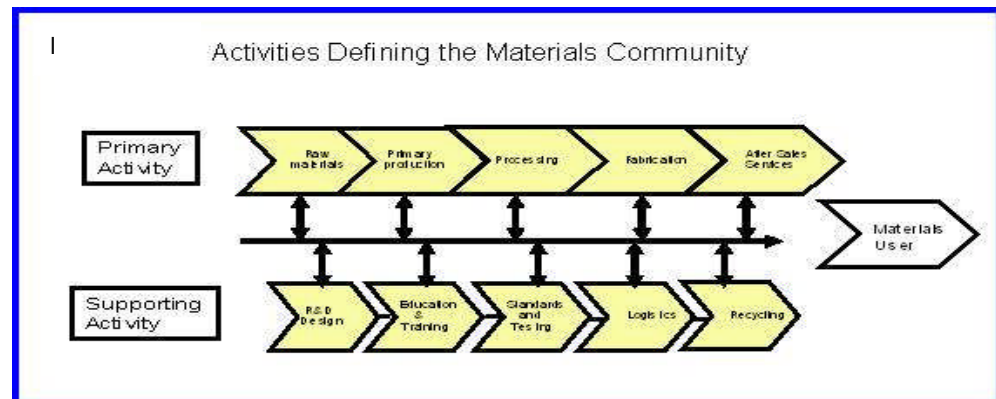 I
Activities Defining the Materials Community
Primary
Activity
Raw
materials
Primary
production
Processing
Fabrication
After Sales
Services
Materials
User
Supporting
Activity
R&D
Design
Education
&
Training
Standards
and
Testing
Logistics
Recycling